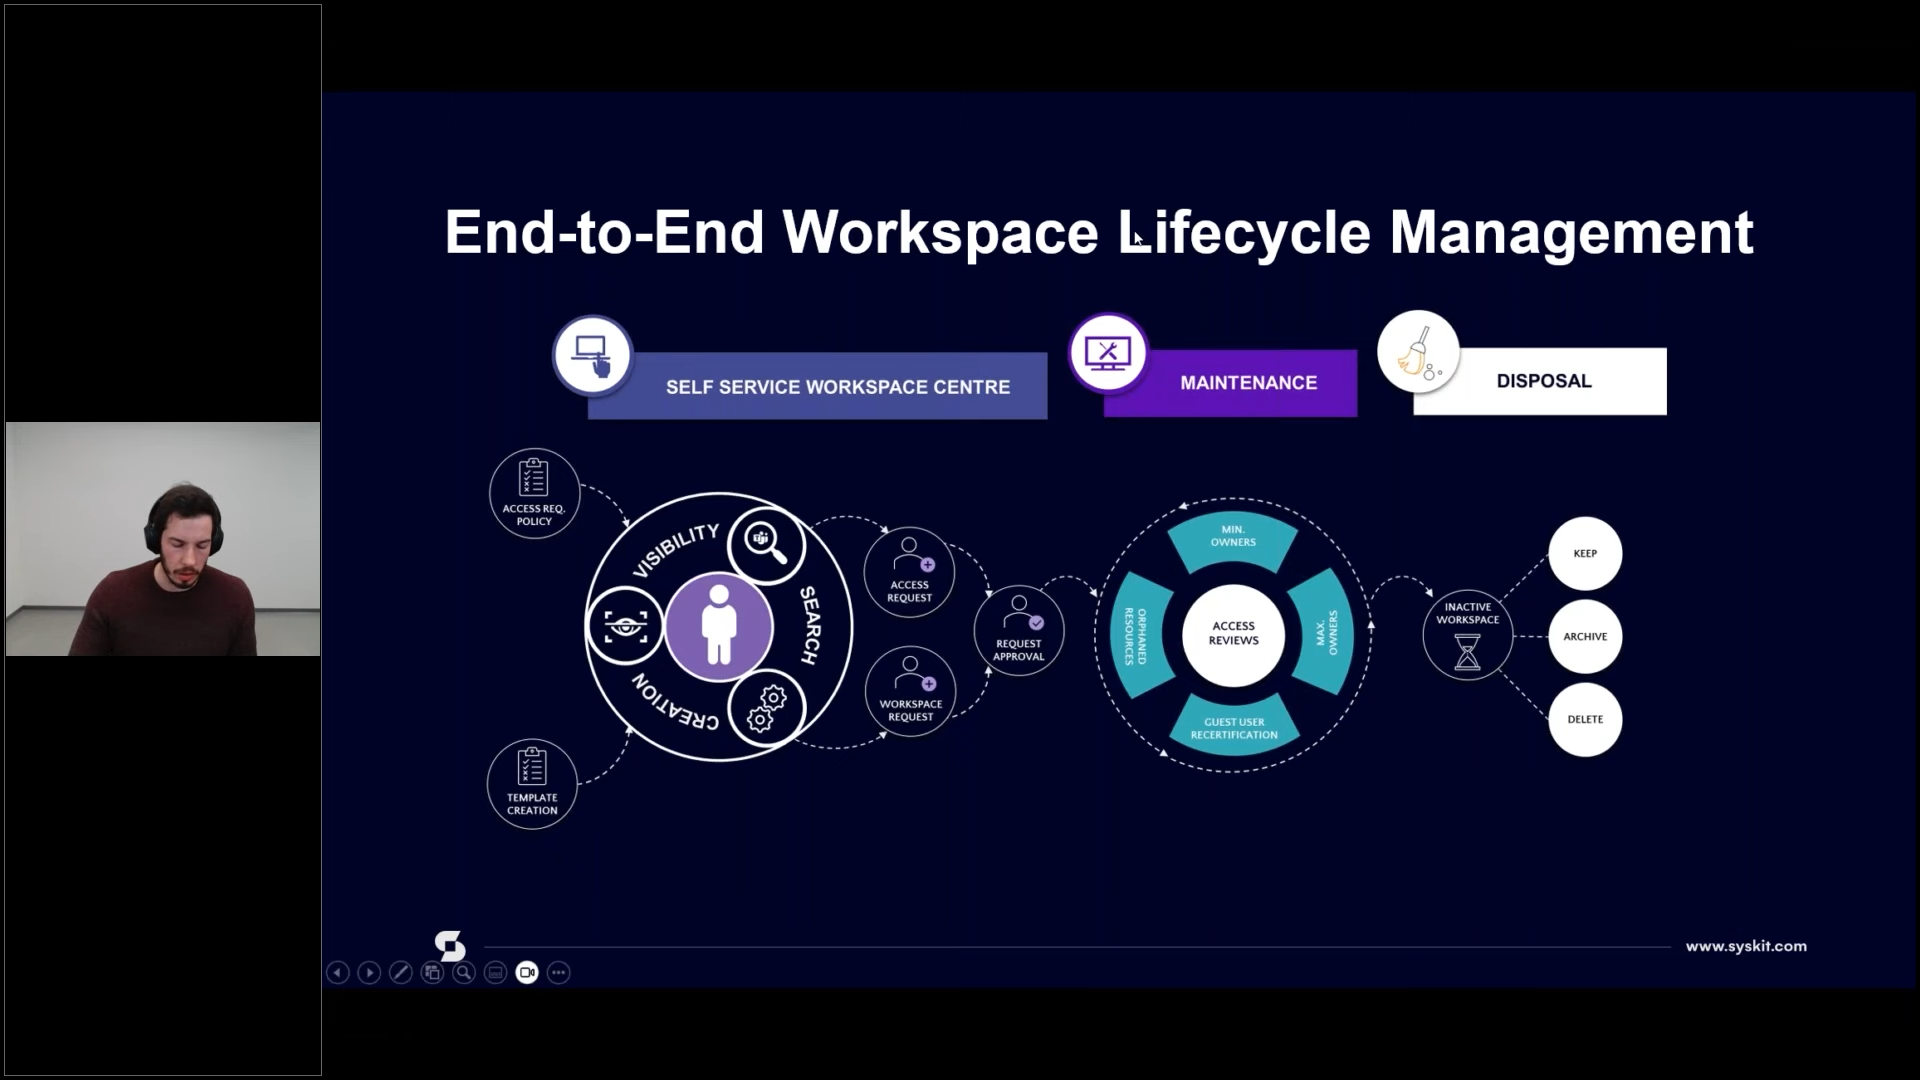 End-to-End Workspace Lifecycle Management
SELF SERVICE WORKSPACE CENTRE
MAINTENANCE
DISPOSAL
ACCESS REQ.
POLICY
TEMPLATE
CREATION
VISIBILITY
SEARCH
CREATION
ACCESS
REQUEST
WORKSPACE
REQUEST
REQUEST
APPROVAL
MIN.
OWNERS
ORPHANED
RESOURCES
ACCESS
REVIEWS
MAX.
OWNERS
GUEST USER
RECERTIFICATION
INACTIVE
WORKSPACE
KEEP
ARCHIVE
DELETE
www.syskit.com